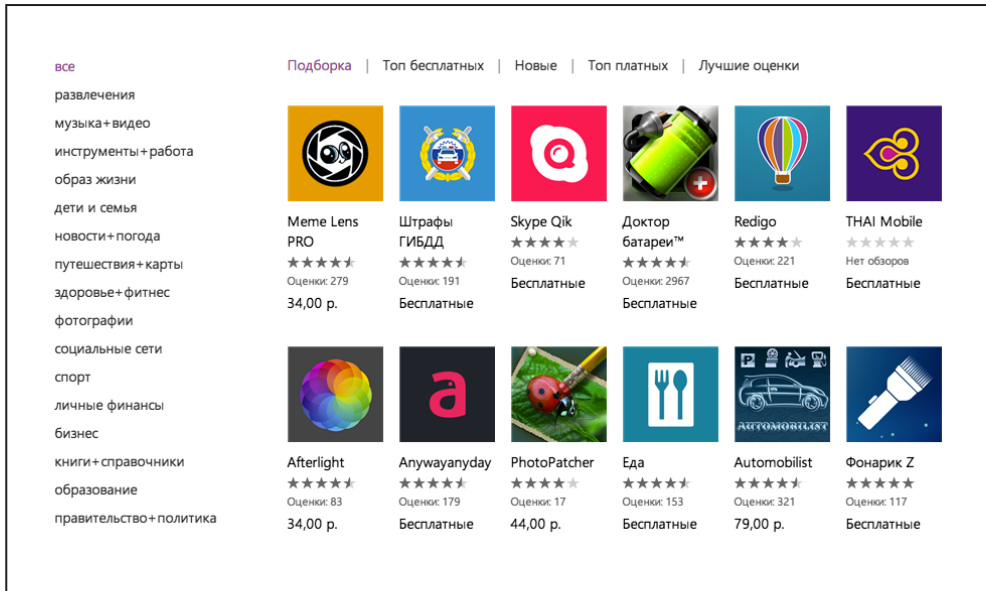 все
развлечения
музыка+видео
инструменты+работа
образ жизни
дети и семья
новости+погода
путешествия+карты
здоровье+фитнес
фотографии
социальные сети
спорт
личные финансы
бизнес
книги+справочники
образование
правительство+политика
Подборка | Топ бесплатных | Новые | Топ платных | Лучшие оценки
Meme Lens
PRO
Оценки: 279
34,00 р.
Штрафы
ГИБДД
Оценки: 191
Бесплатные
Q
Skype Qik
Оценки: 71
Бесплатные
Доктор
батареи™
Оценки: 2967
Бесплатные
Redigo
Оценки: 221
Бесплатные
THAI Mobile
Нет обзоров
Бесплатные
Afterlight
Оценки: 83
34,00 р.
a
Anywayanyday
Оценки: 179
Бесплатные
PhotoPatcher
Оценки: 17
44,00 р.
Еда
Оценки: 153
Бесплатные
P
AUTOMOBILIST
Automobilist
Оценки: 321
79,00 р.
Фонарик Z
Оценки: 117
Бесплатные